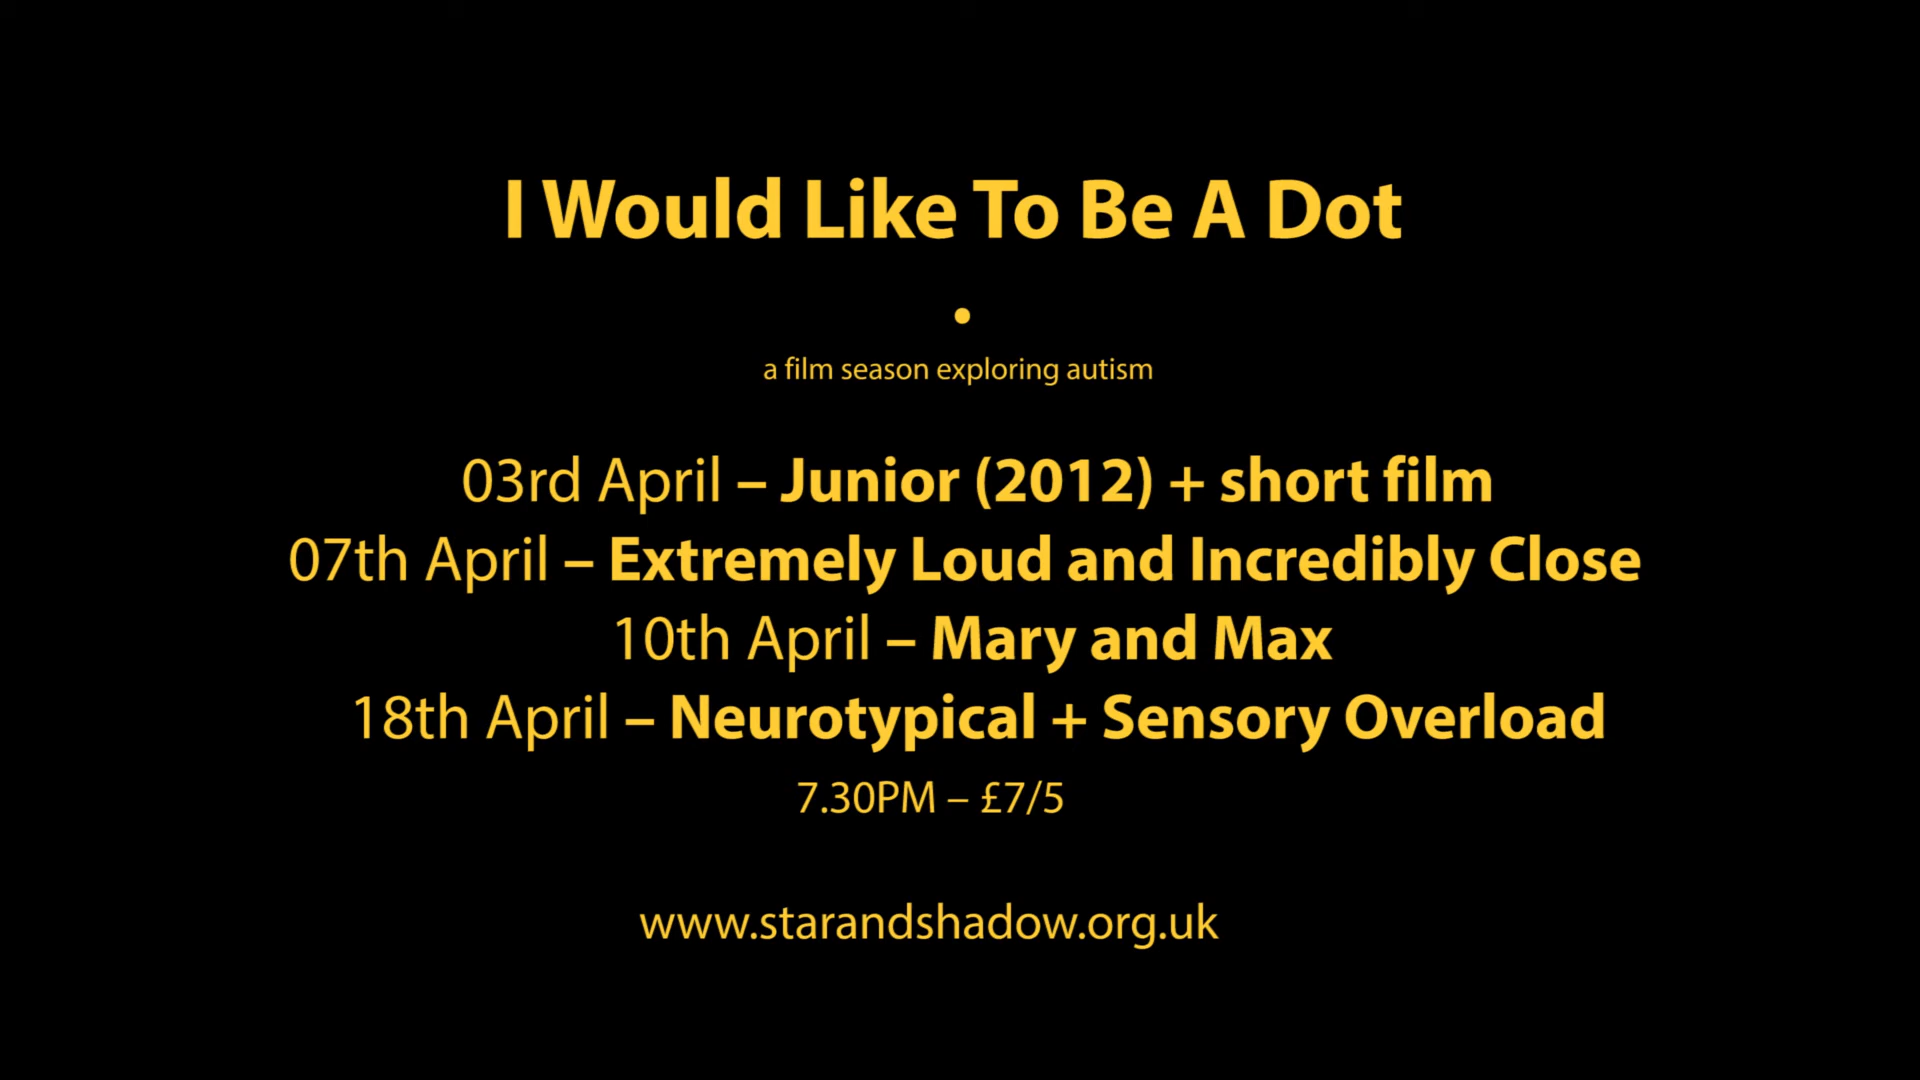 I Would Like To Be A Dot
a film season exploring autism
03rd April – Junior (2012) + short film
07th April – Extremely Loud and Incredibly Close
10th April – Mary and Max
18th April – Neurotypical + Sensory Overload
7.30PM – £7/5
www.starandshadow.org.uk